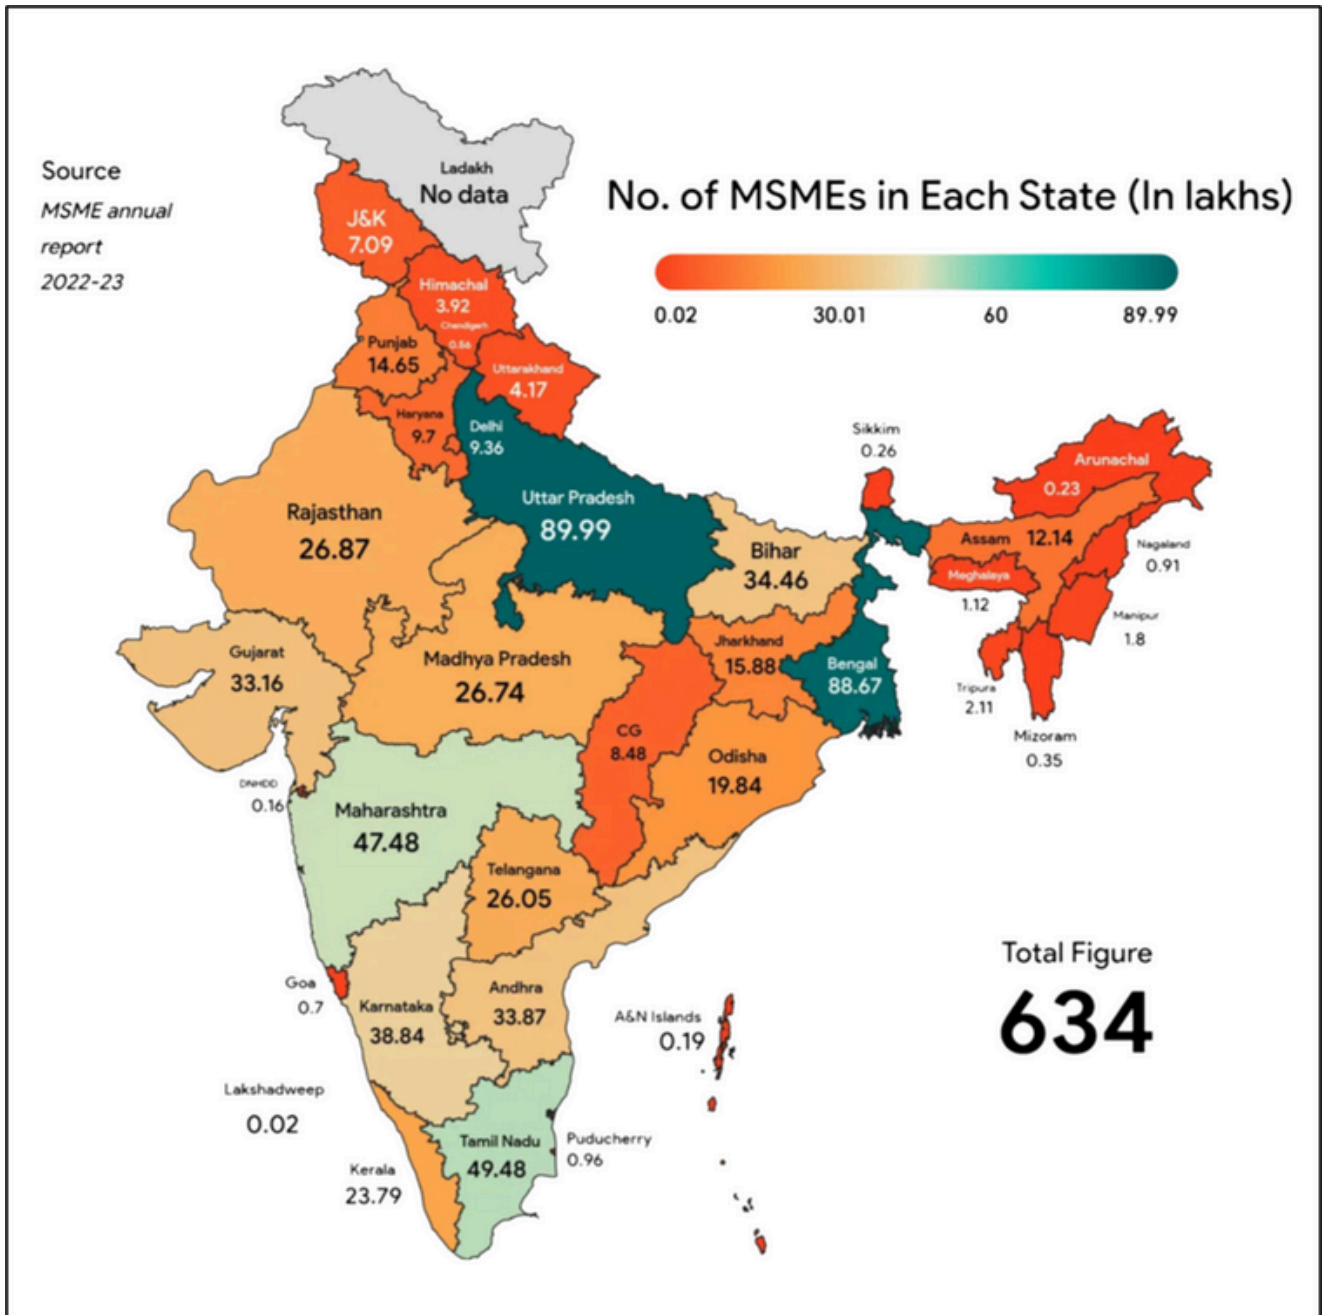 Source
MSME annual
report
2022-23
No. of MSMEs in Each State (In lakhs)
0.02 30.01 60 89.99
Ladakh
No data
J&K
7.09
Himachal
3.92
Chandigarh
0.56
Punjab
14.65
Uttarakhand
4.17
Haryana
9.7
Delhi
9.36
Sikkim
0.26
Arunachal
0.23
Rajasthan
26.87
Uttar Pradesh
89.99
Bihar
34.46
Assam 12.14
Nagaland
0.91
Meghalaya
1.12
Manipur
1.8
Gujarat
33.16
Madhya Pradesh
26.74
Jharkhand
15.88
Bengal
88.67
Tripura
2.11
Mizoram
0.35
CG
8.48
Odisha
19.84
DNHDD
0.16
Maharashtra
47.48
Telangana
26.05
Total Figure
634
Goa
0.7
Karnataka
38.84
Andhra
33.87
A&N Islands
0.19
Lakshadweep
0.02
Tamil Nadu
49.48
Puducherry
0.96
Kerala
23.79